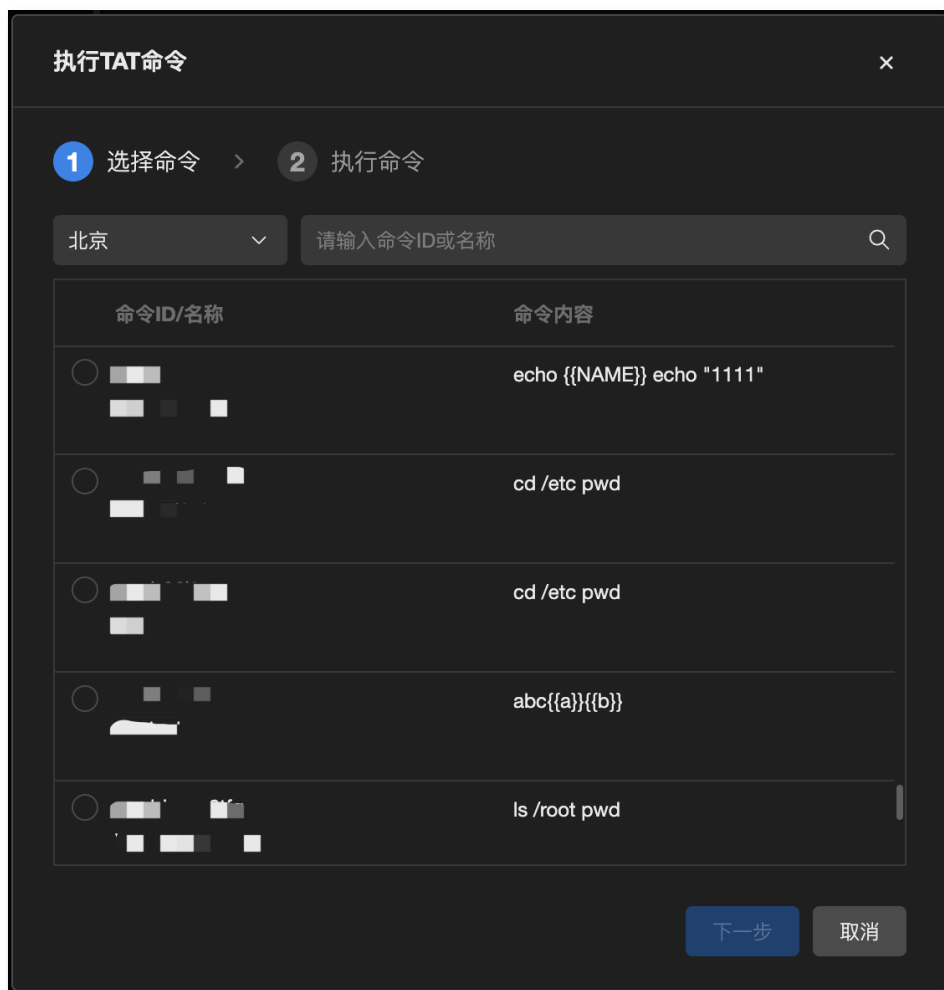 执行TAT命令
1 选择命令 2 执行命令
北京 请输入命令ID或名称
命令ID/名称 命令内容
echo {{NAME}} echo "1111"
cd /etc pwd
cd /etc pwd
abc{{a}}{{b}}
ls /root pwd
下一步 取消